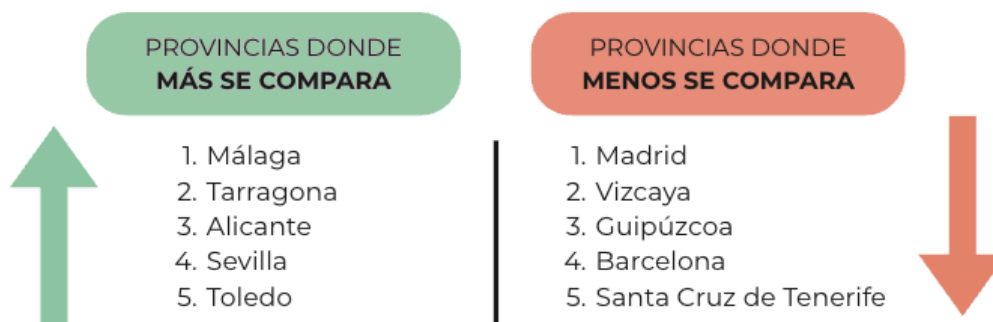 PROVINCIAS DONDE
MÁS SE COMPARA
1. Málaga
2. Tarragona
3. Alicante
4. Sevilla
5. Toledo
PROVINCIAS DONDE
MENOS SE COMPARA
1. Madrid
2. Vizcaya
3. Guipúzcoa
4. Barcelona
5. Santa Cruz de Tenerife